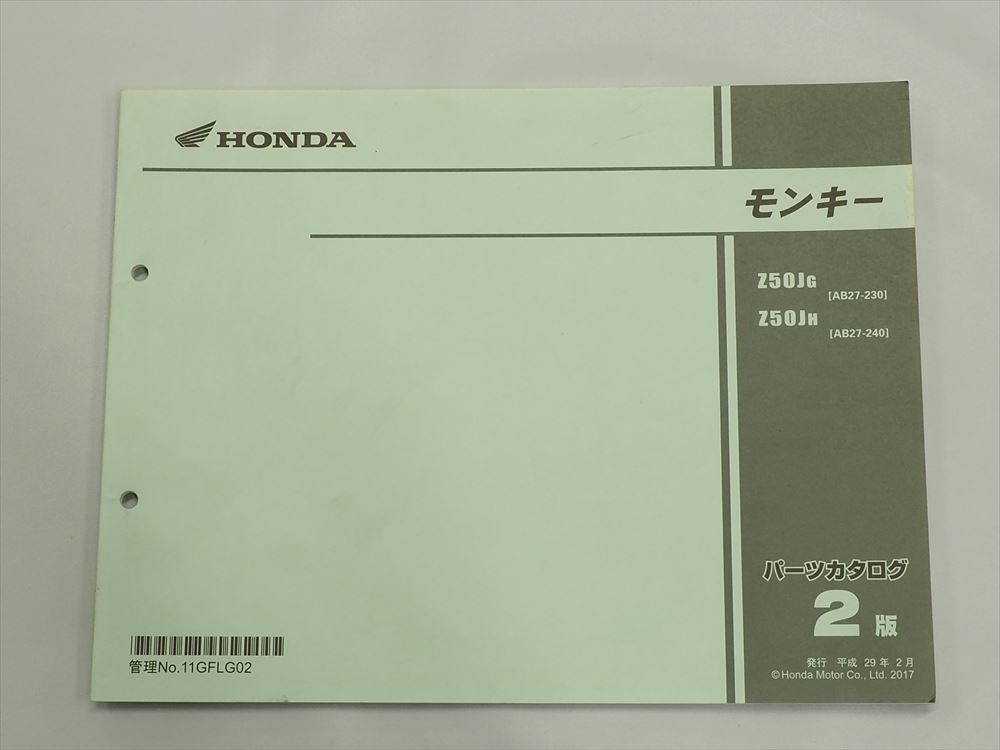 HONDA
モンキー
Z50JG
[AB27-230]
Z50JH
[AB27-240]
パーツカタログ
2版
発行 平成 29 年 2 月
©Honda Motor Co., Ltd. 2017
管理No.11GFLG02